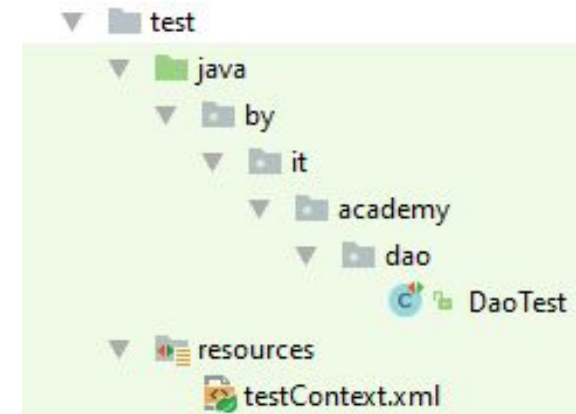 test
java
by
it
academy
dao
DaoTest
resources
testContext.xml